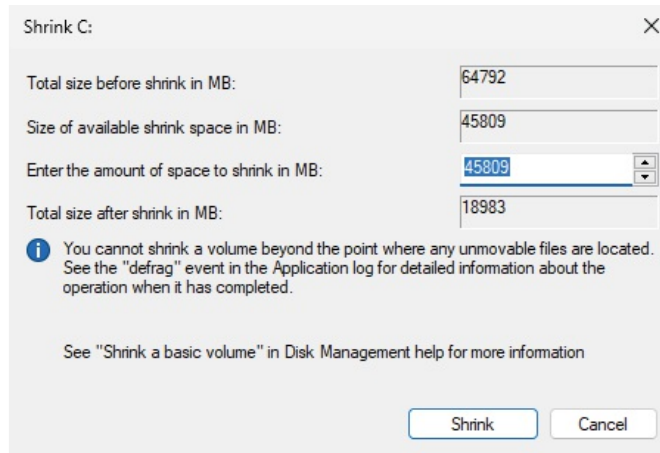 Shrink C:
Total size before shrink in MB: 64792
Size of available shrink space in MB: 45809
Enter the amount of space to shrink in MB: 45809
Total size after shrink in MB: 18983
You cannot shrink a volume beyond the point where any unmovable files are located.
See the "defrag" event in the Application log for detailed information about the
operation when it has completed.
See "Shrink a basic volume" in Disk Management help for more information
Shrink Cancel